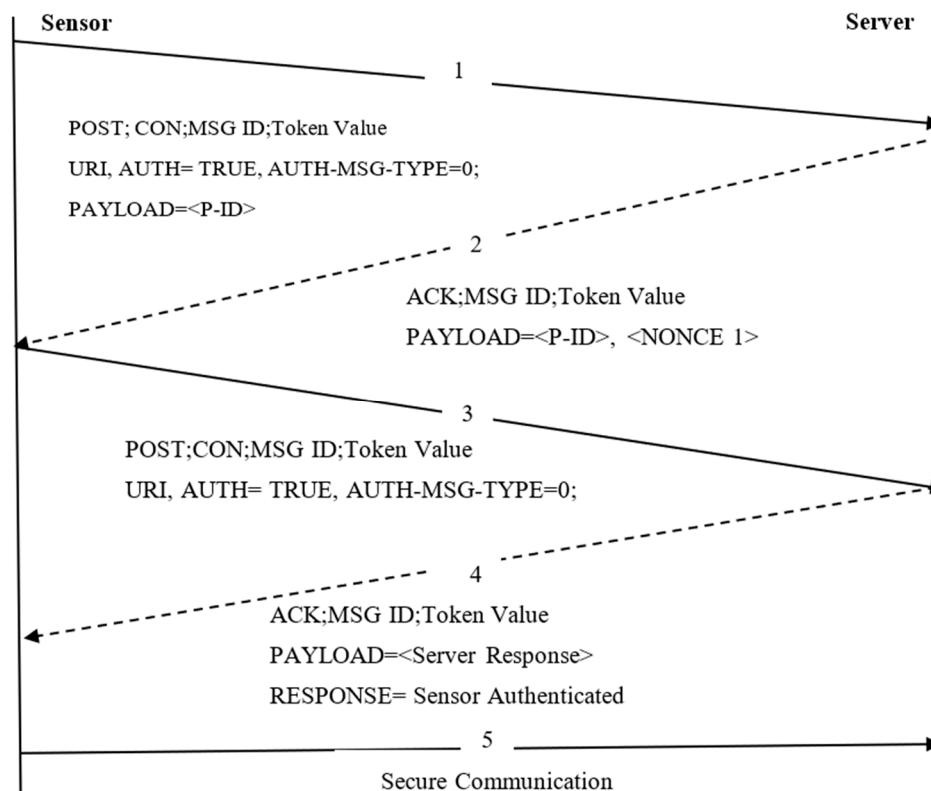 Sensor
Server
1
POST; CON;MSG ID;Token Value
URI, AUTH= TRUE, AUTH-MSG-TYPE=0;
PAYLOAD=<P-ID>
2
ACK;MSG ID;Token Value
PAYLOAD=<P-ID>, <NONCE 1>
3
POST;CON;MSG ID;Token Value
URI, AUTH= TRUE, AUTH-MSG-TYPE=0;
4
ACK;MSG ID;Token Value
PAYLOAD=<Server Response>
RESPONSE= Sensor Authenticated
5
Secure Communication